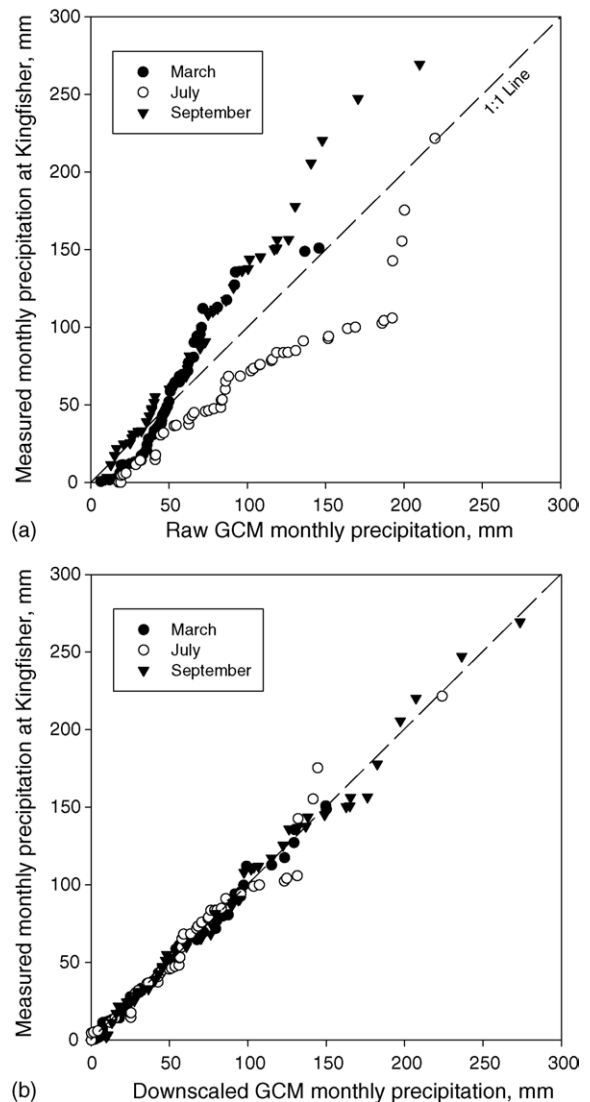 300
250
200
150
100
50
0
Measured monthly precipitation at Kingfisher, mm
March
July
September
1:1 Line
0 50 100 150 200 250 300
(a) Raw GCM monthly precipitation, mm
300
250
200
150
100
50
0
Measured monthly precipitation at Kingfisher, mm
March
July
September
0 50 100 150 200 250 300
(b) Downscaled GCM monthly precipitation, mm